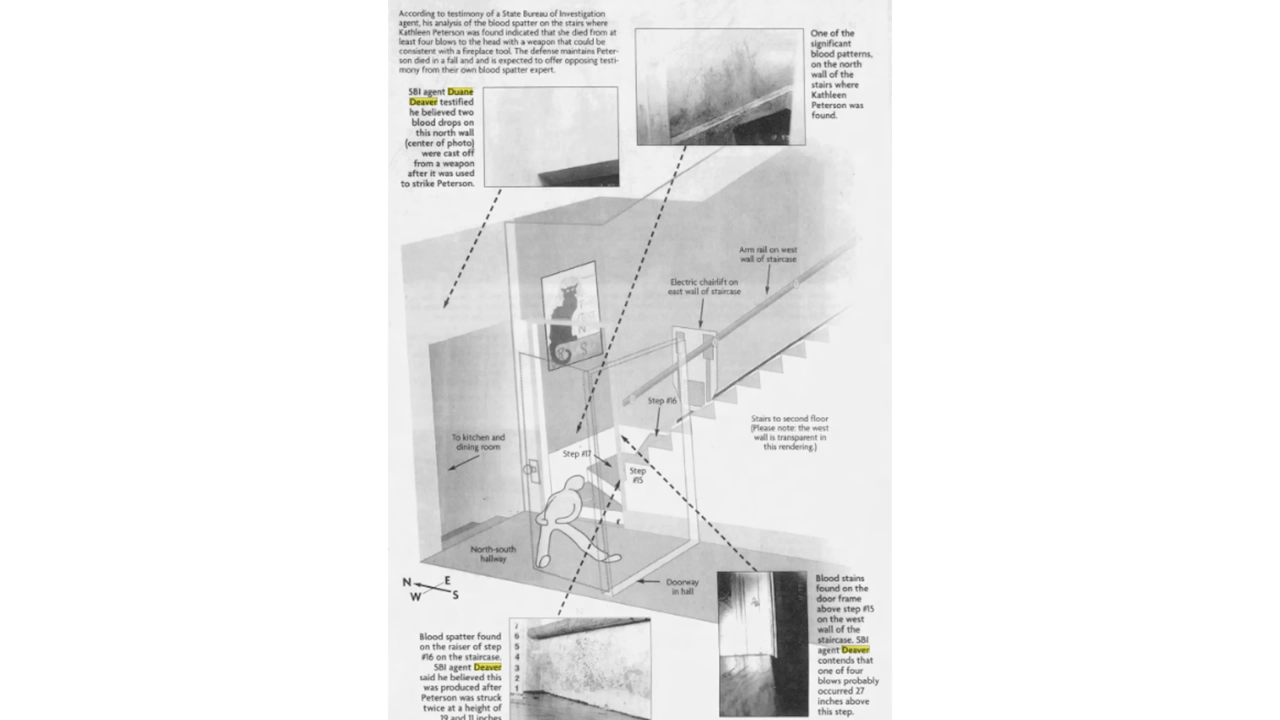 According to testimony of a State Bureau of Investigation
agent, his analysis of the blood spatter on the stairs where
Kathleen Peterson was found indicated that she died from at
least four blows to the head with a weapon that could be
consistent with a fireplace tool. The defense maintains Peter-
son died in a fall and and is expected to offer opposing testi-
mony from their own blood spatter expert.
One of the
significant
blood patterns,
on the north
wall of the
stairs where
Kathleen
Peterson was
found.
SBI agent Duane
Deaver testified
he believed two
blood drops on
this north wall
(center of photo)
were cast off
from a weapon
after it was used
to strike Peterson.
Arm rail on west
wall of staircase
Electric chairlift on
east wall of staircase
Step #16
Stairs to second floor
(Please note: the west
wall is transparent in
this rendering.)
To kitchen and
dining room
Step #17
Step
#15
North-south
hallway
N E
W S
Doorway
in hall
Blood stains
found on the
door frame
above step #15
on the west
wall of the
staircase. SBI
agent Deaver
contends that
one of four
blows probably
occurred 27
inches above
this step.
Blood spatter found
on the raiser of step
#16 on the staircase.
SBI agent Deaver
said he believed this
was produced after
Peterson was struck
twice at a height of
19 and 11 inches
7
6
5
4
3
2
1